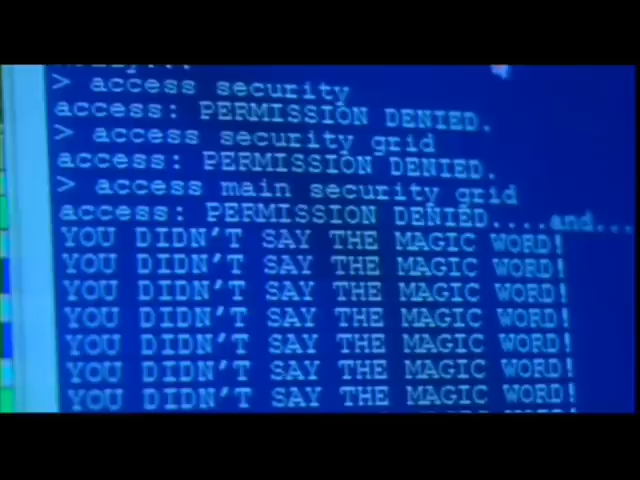 > access security
access: PERMISSION DENIED.
> access security grid
access: PERMISSION DENIED.
> access main security grid
access: PERMISSION DENIED....and...
YOU DIDN'T SAY THE MAGIC WORD!
YOU DIDN'T SAY THE MAGIC WORD!
YOU DIDN'T SAY THE MAGIC WORD!
YOU DIDN'T SAY THE MAGIC WORD!
YOU DIDN'T SAY THE MAGIC WORD!
YOU DIDN'T SAY THE MAGIC WORD!
YOU DIDN'T SAY THE MAGIC WORD!